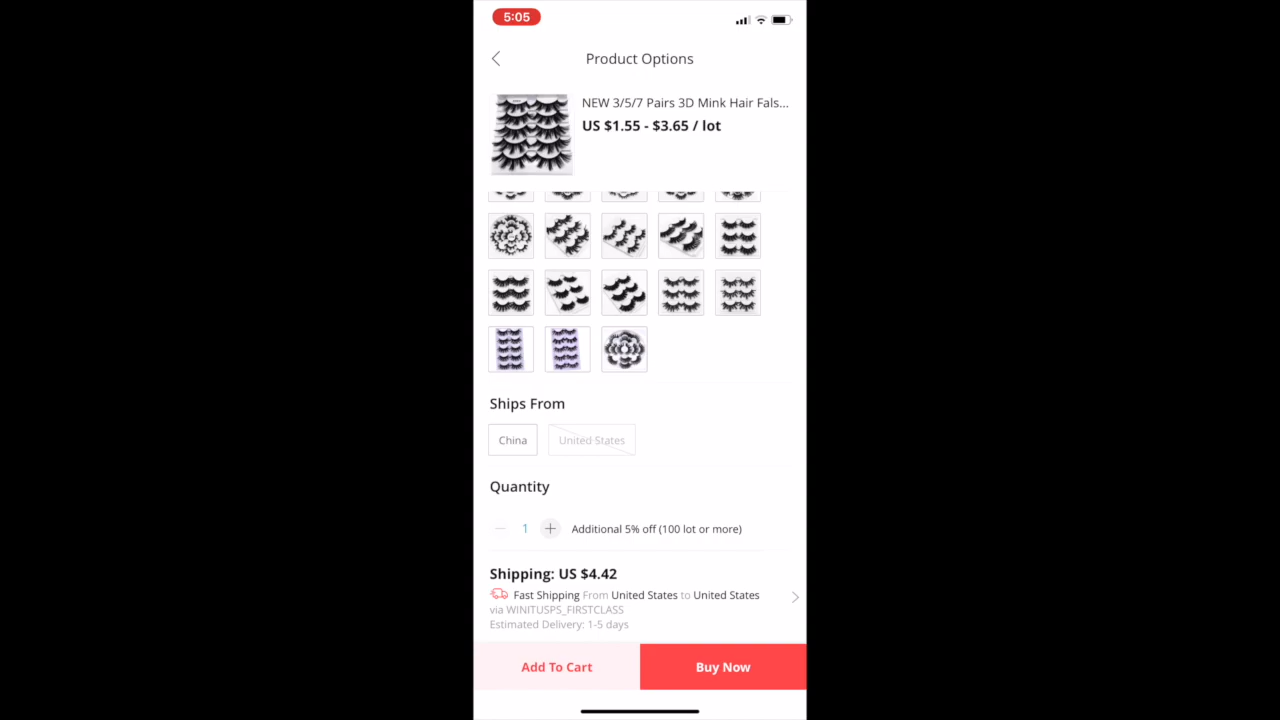 5:05
Product Options
NEW 3/5/7 Pairs 3D Mink Hair Fals...
US $1.55 - $3.65 / lot
Ships From
China
United States
Quantity
1
Additional 5% off (100 lot or more)
Shipping: US $4.42
Fast Shipping From United States to United States
via WINITUSPS_FIRSTCLASS
Estimated Delivery: 1-5 days
Add To Cart
Buy Now